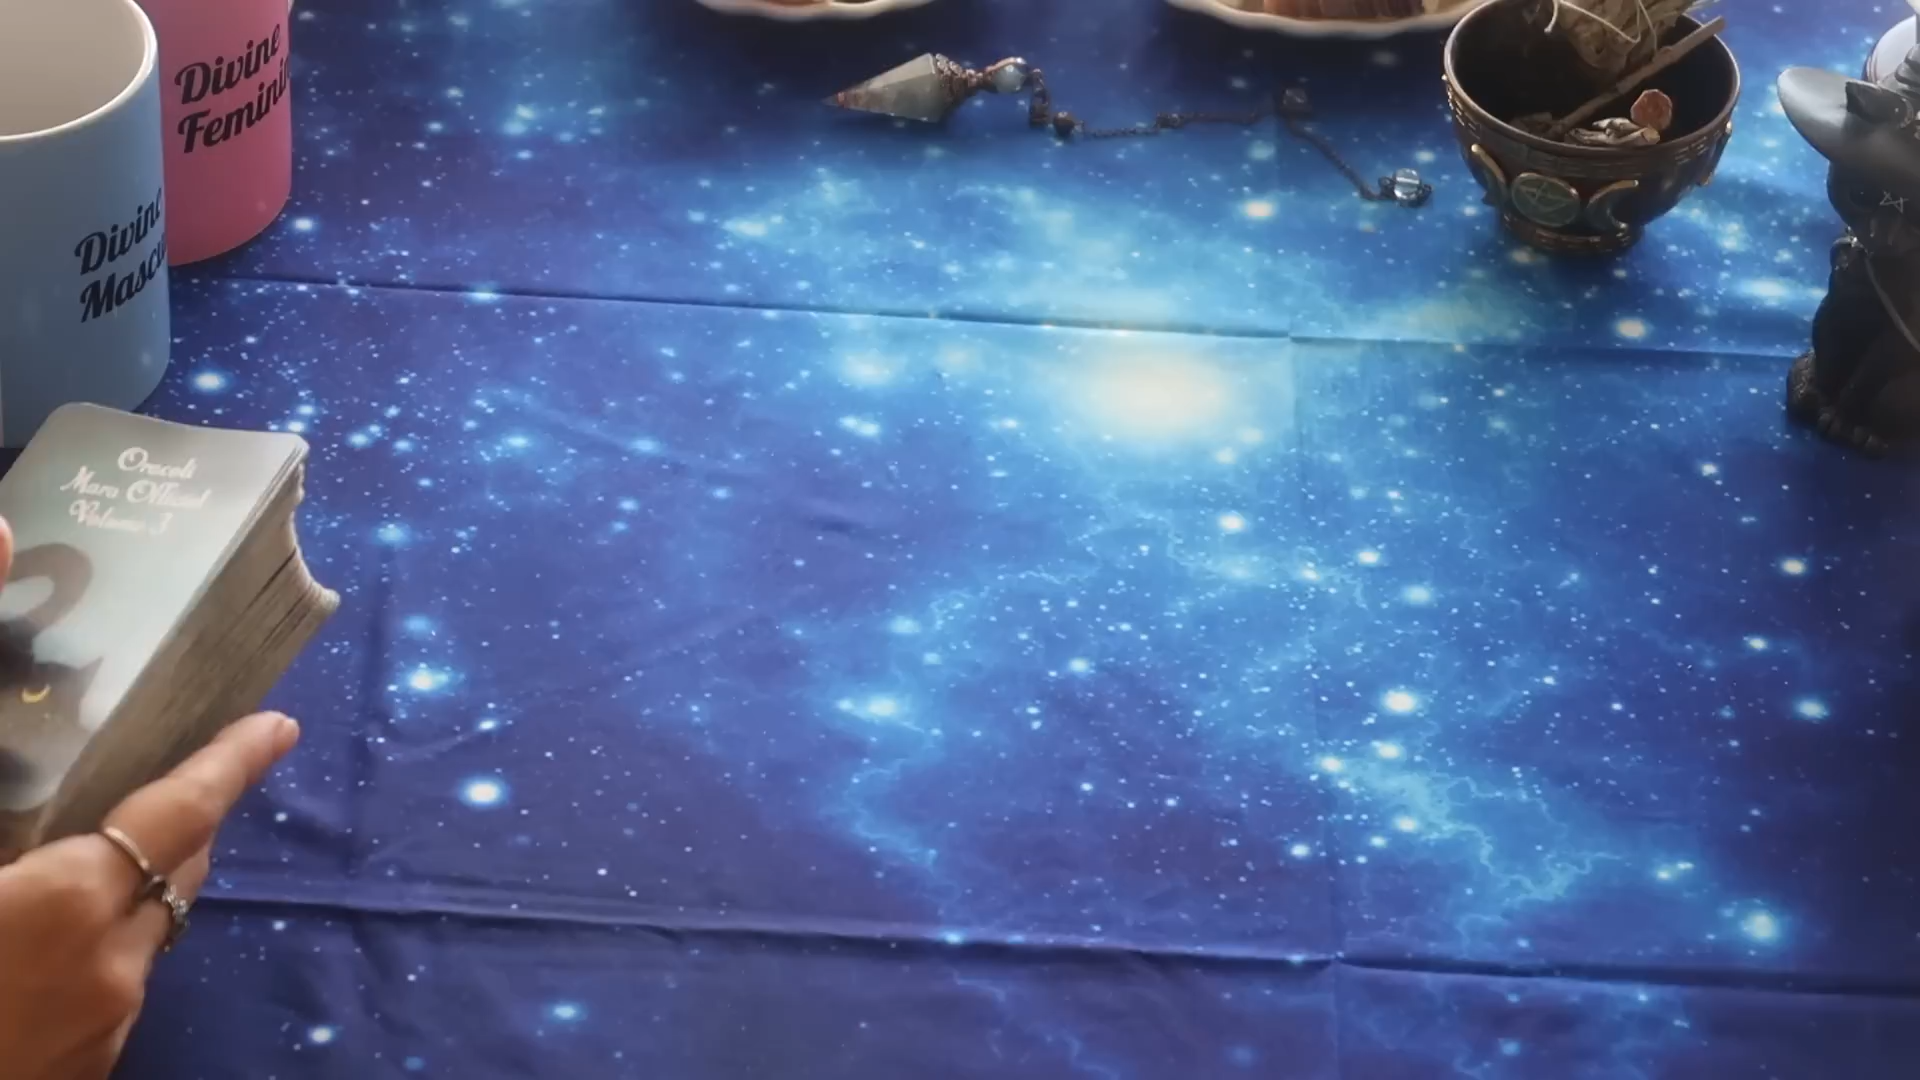 Divine
Feminin
Divine
Mascu
Oracoli
Mara Official
Volume 3